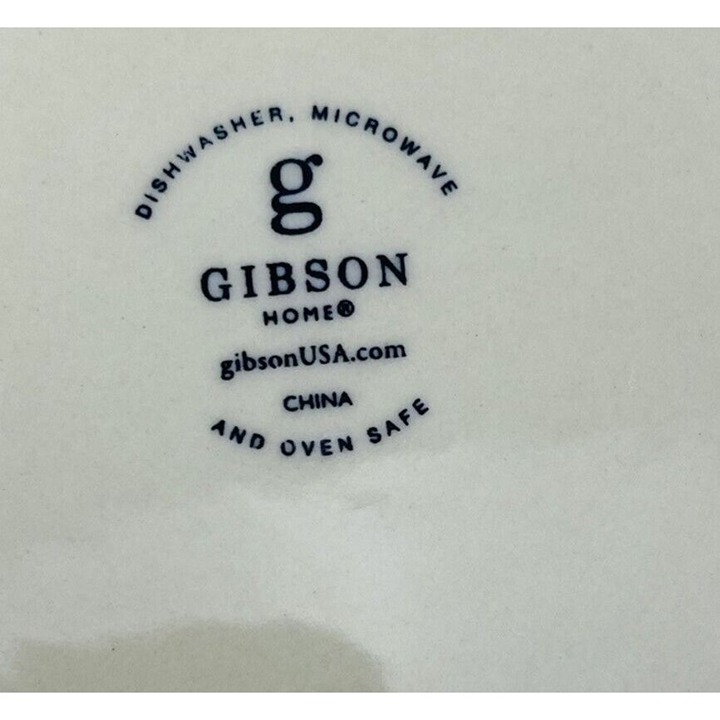 DISHWASHER, MICROWAVE
g
GIBSON
HOME®
gibsonUSA.com
CHINA
AND OVEN SAFE